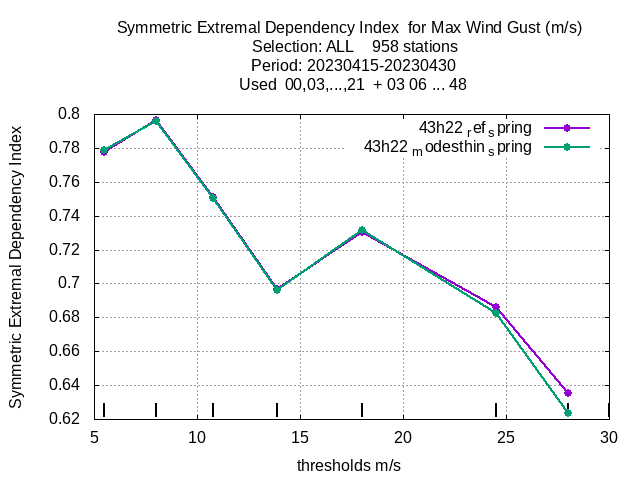 Symmetric Extremal Dependency Index  for Max Wind Gust (m/s)
Selection: ALL    958 stations
Period: 20230415-20230430
Used  00,03,...,21  + 03 06 ... 48
43h22 ref spring
43h22 modesthin spring
0.8
0.78
0.76
0.74
0.72
0.7
0.68
0.66
0.64
0.62
Symmetric Extremal Dependency Index
5 10 15 20 25 30
thresholds m/s